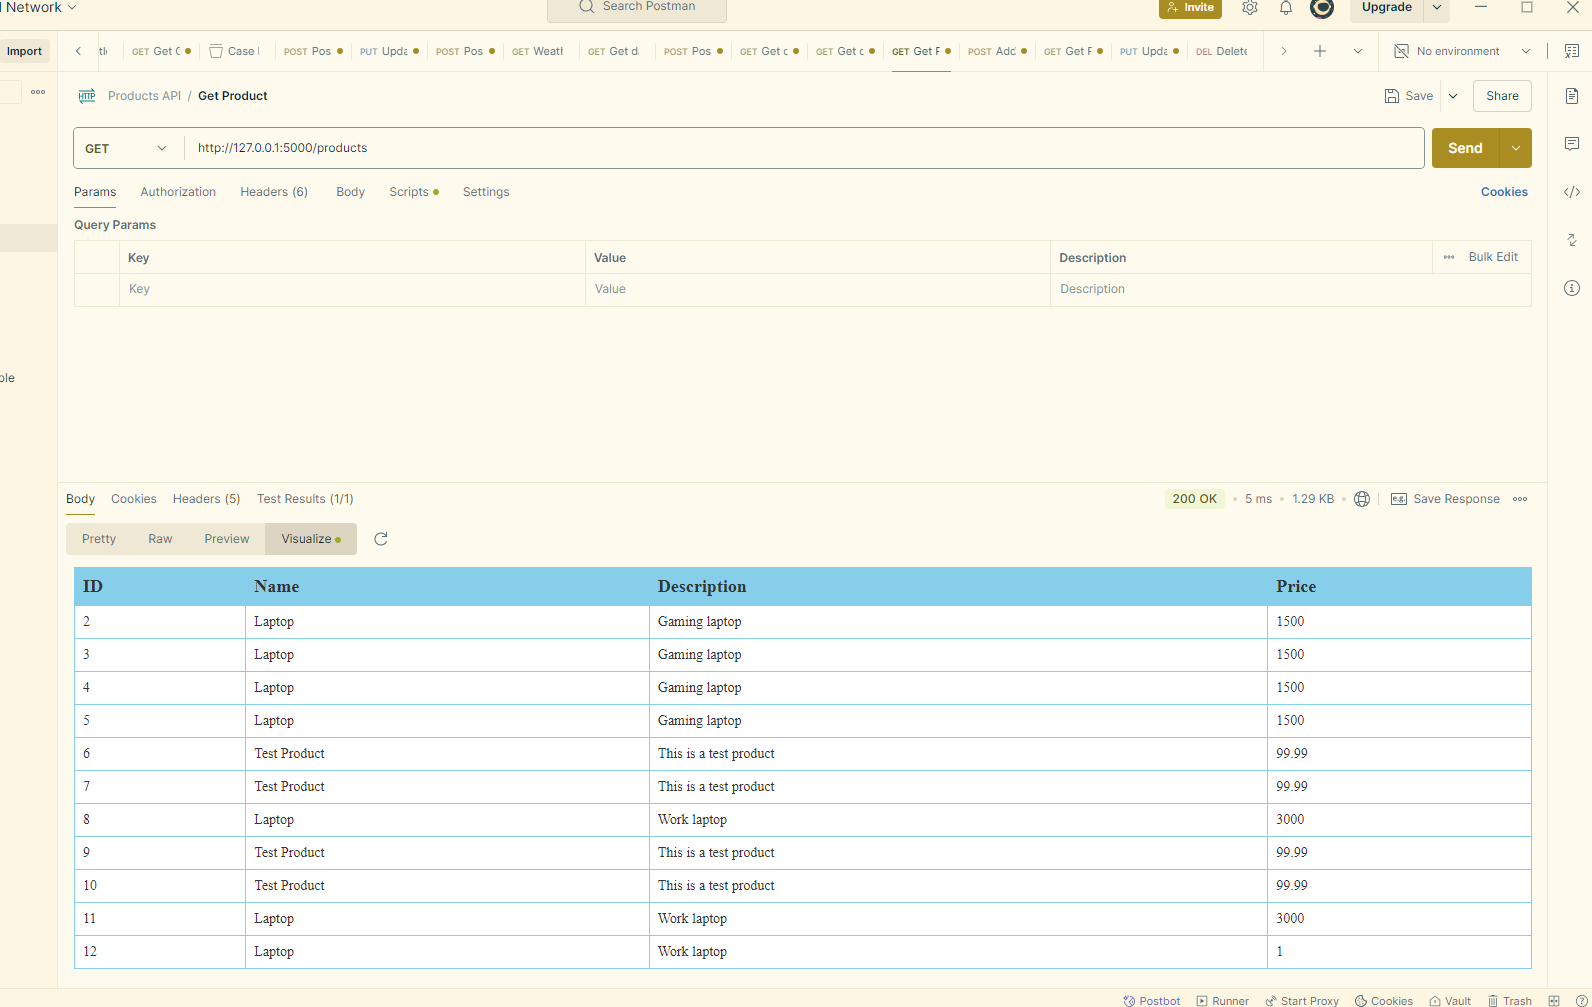 Network
Search Postman
Invite
Upgrade
Import
GET Get C
Case
POST Pos
PUT Upda
POST Pos
GET Weath
GET Get d
POST Pos
GET Get c
GET Get c
GET Get F
POST Add
GET Get F
PUT Upda
DEL Delete
No environment
HTTP Products API / Get Product
Save
Share
GET http://127.0.0.1:5000/products
Send
Params Authorization Headers (6) Body Scripts Settings Cookies
Query Params
Key Value Description Bulk Edit
Key Value Description
ple
Body Cookies Headers (5) Test Results (1/1) 200 OK 5 ms 1.29 KB e.g. Save Response
Pretty Raw Preview Visualize
ID Name Description Price
2 Laptop Gaming laptop 1500
3 Laptop Gaming laptop 1500
4 Laptop Gaming laptop 1500
5 Laptop Gaming laptop 1500
6 Test Product This is a test product 99.99
7 Test Product This is a test product 99.99
8 Laptop Work laptop 3000
9 Test Product This is a test product 99.99
10 Test Product This is a test product 99.99
11 Laptop Work laptop 3000
12 Laptop Work laptop 1
Postbot Runner Start Proxy Cookies Vault Trash